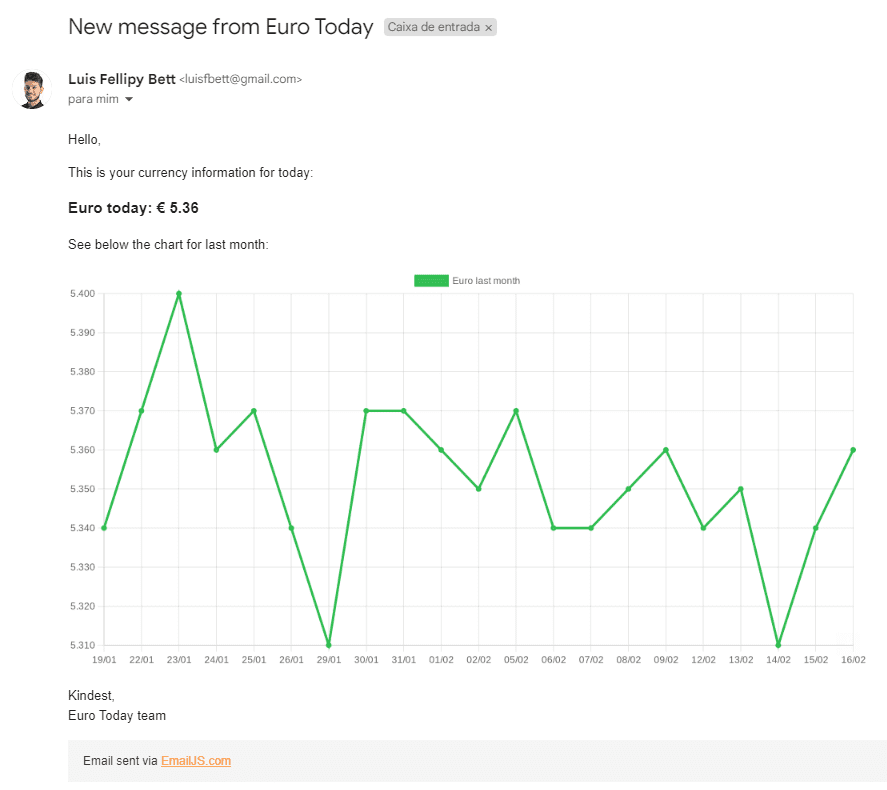 New message from Euro Today Caixa de entrada ×
Luis Fellipy Bett <luisfbett@gmail.com>
para mim
Hello,
This is your currency information for today:
Euro today: € 5.36
See below the chart for last month:
Euro last month
5.400
5.390
5.380
5.370
5.360
5.350
5.340
5.330
5.320
5.310
19/01 22/01 23/01 24/01 25/01 26/01 29/01 30/01 31/01 01/02 02/02 05/02 06/02 07/02 08/02 09/02 12/02 13/02 14/02 15/02 16/02
Kindest,
Euro Today team
Email sent via EmailJS.com